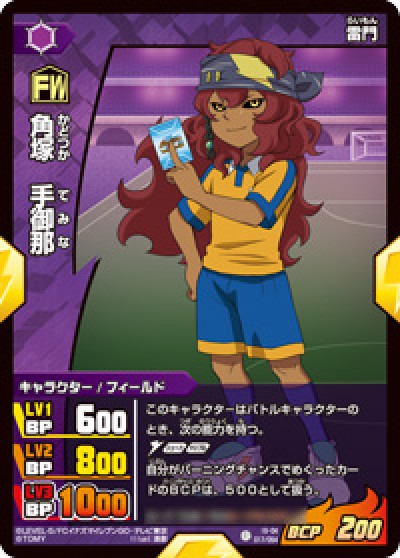 らいもん
雷門
FW
かどつか
角塚
てみな
手御那
キャラクター / フィールド
LV1
BP 600
LV2
BP 800
LV3
BP 1000
このキャラクターはバトルキャラクターの
とき、次の能力を持つ。
自分がバーニングチャンスでめくったカー
ドのBCPは、500として扱う。
©LEVEL-5/FCイナズマイレブンGO・テレビ東京
©TOMY
BCP 200